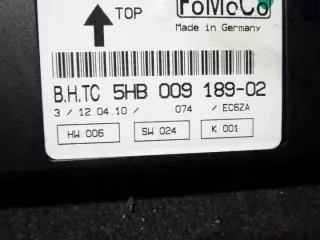 TOP
FoMoCo
Made in Germany
B.H.TC 5HB 009 189-02
3 / 12.04.10 / 074 / EC6ZA
HW 006 SW 024 K 001